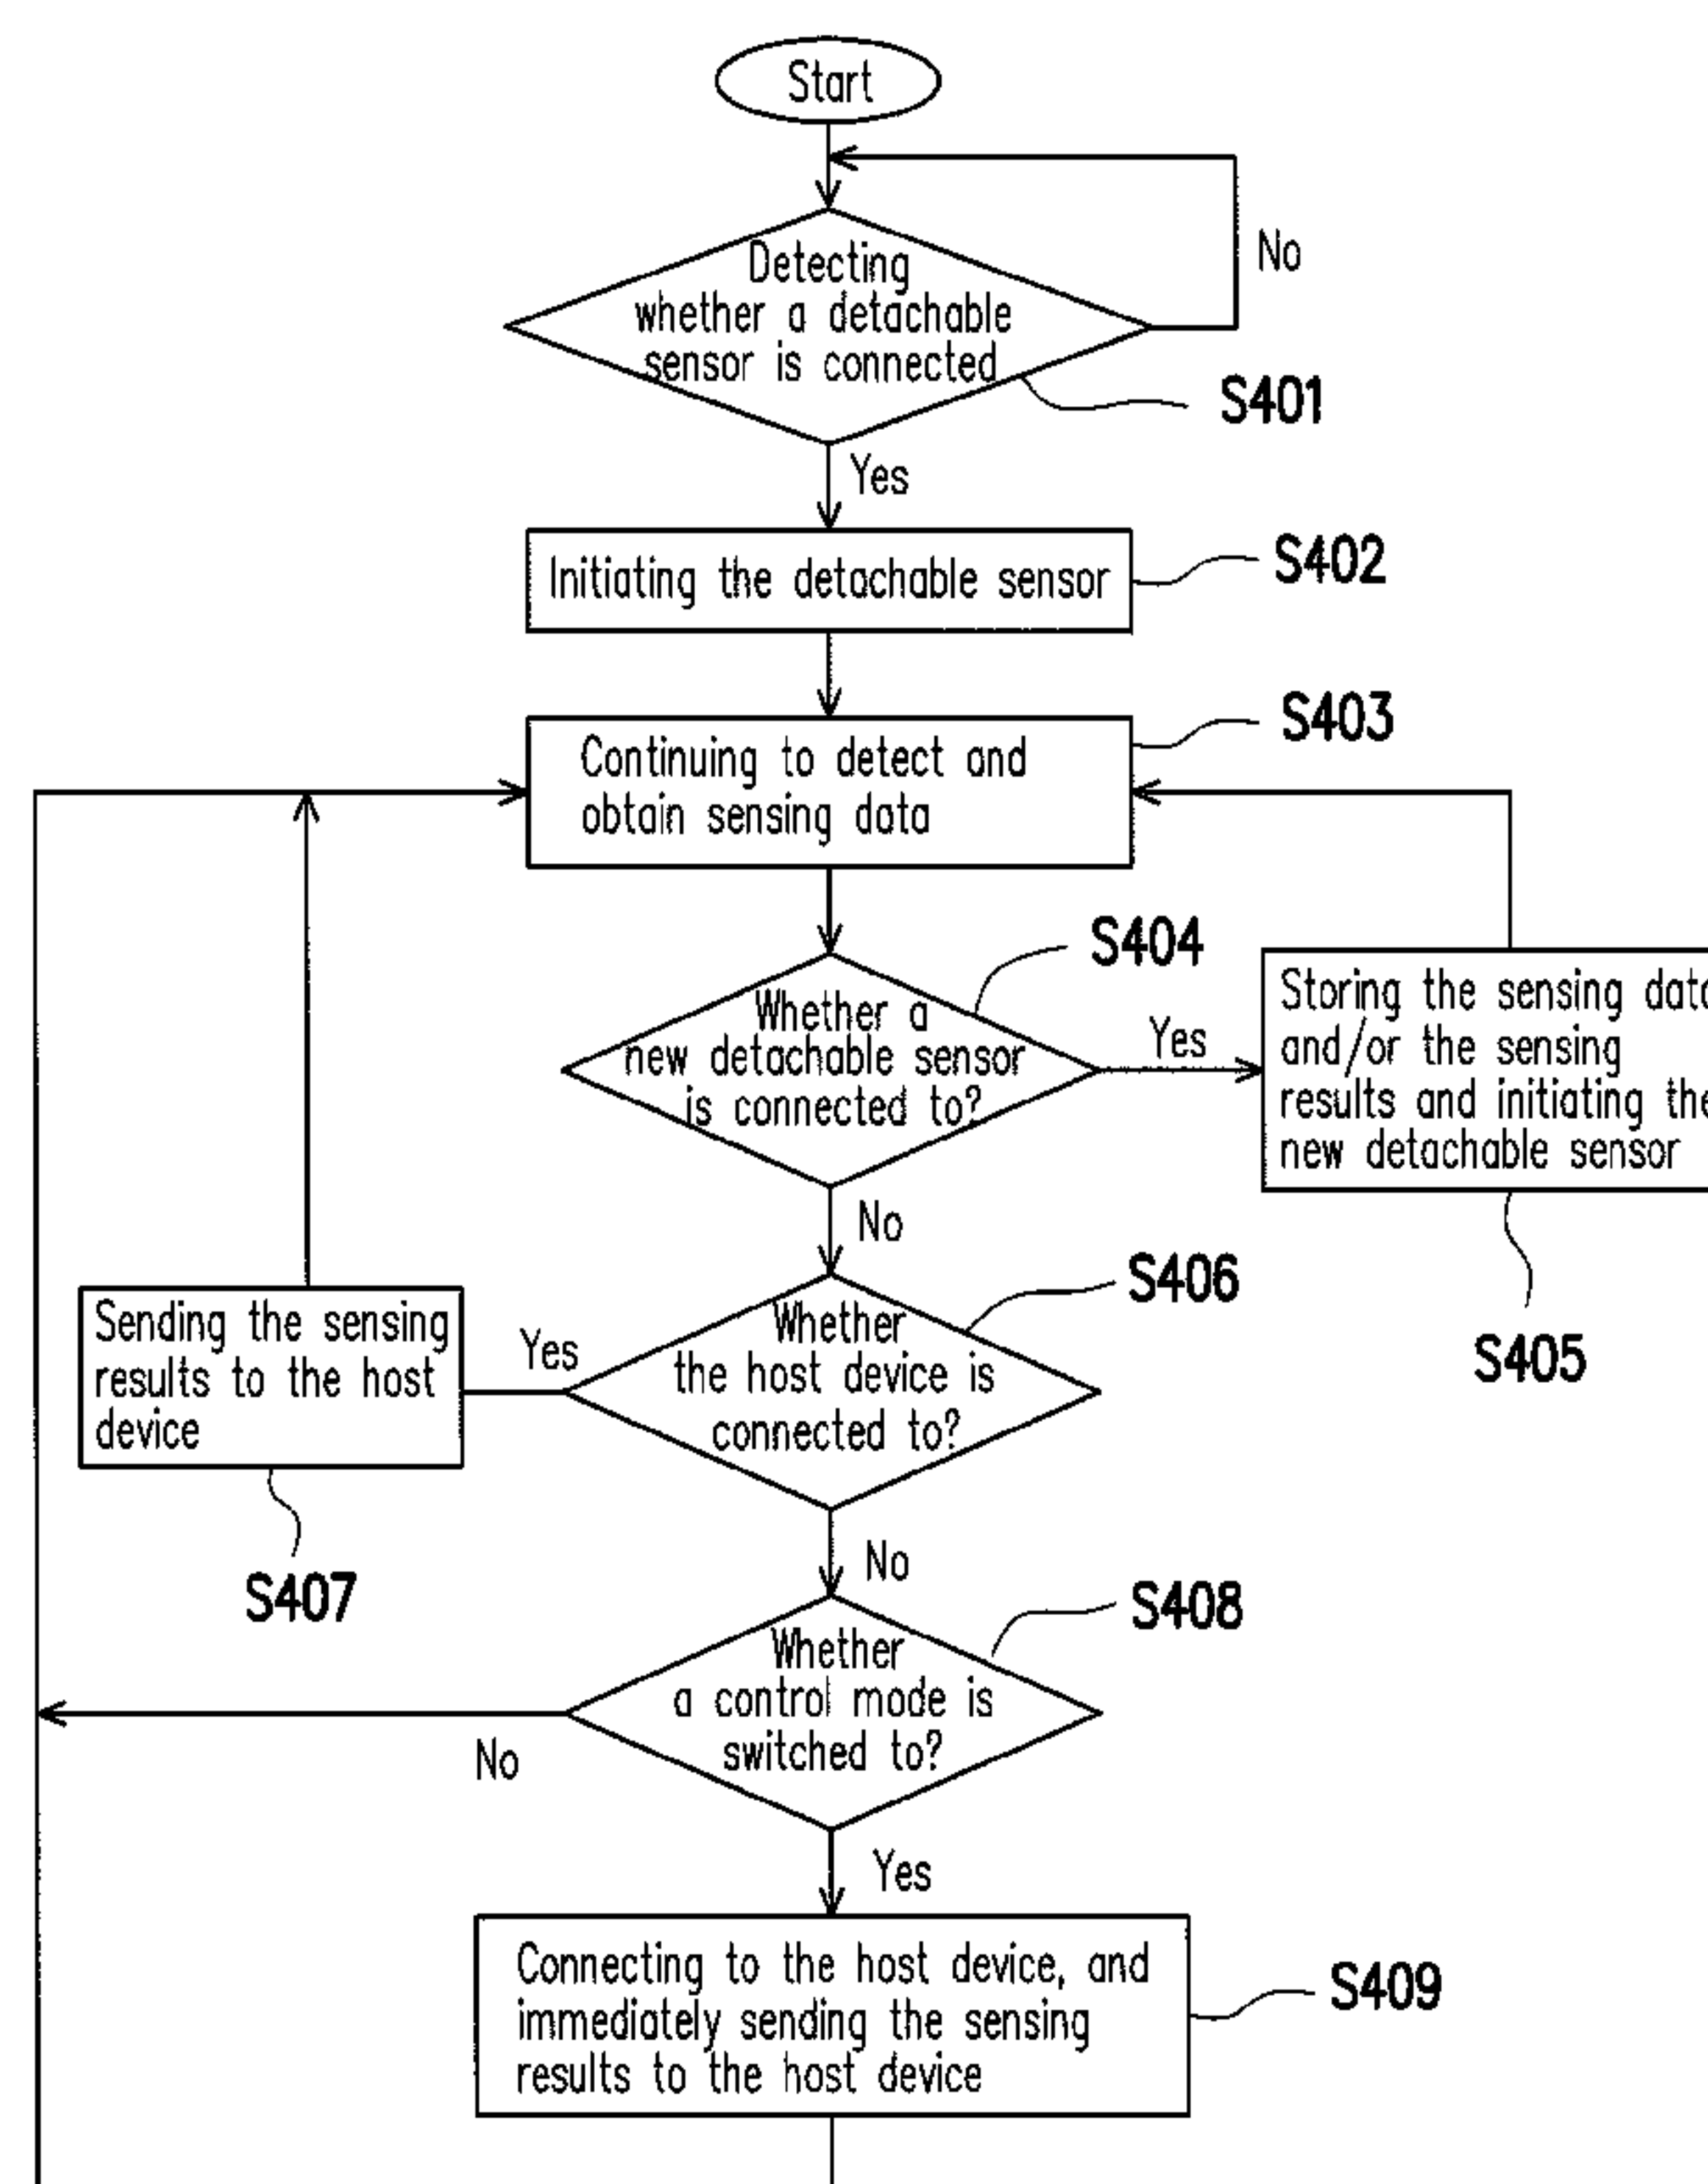 Start
No
Detecting
whether a detachable
sensor is connected
S401
Yes
Initiating the detachable sensor
S402
Continuing to detect and
obtain sensing data
S403
Whether a
new detachable sensor
is connected to?
S404
Yes
Storing the sensing data
and/or the sensing
results and initiating the
new detachable sensor
S405
No
Whether
the host device is
connected to?
S406
Yes
Sending the sensing
results to the host
device
S407
No
Whether
a control mode is
switched to?
S408
No
Yes
Connecting to the host device, and
immediately sending the sensing
results to the host device
S409